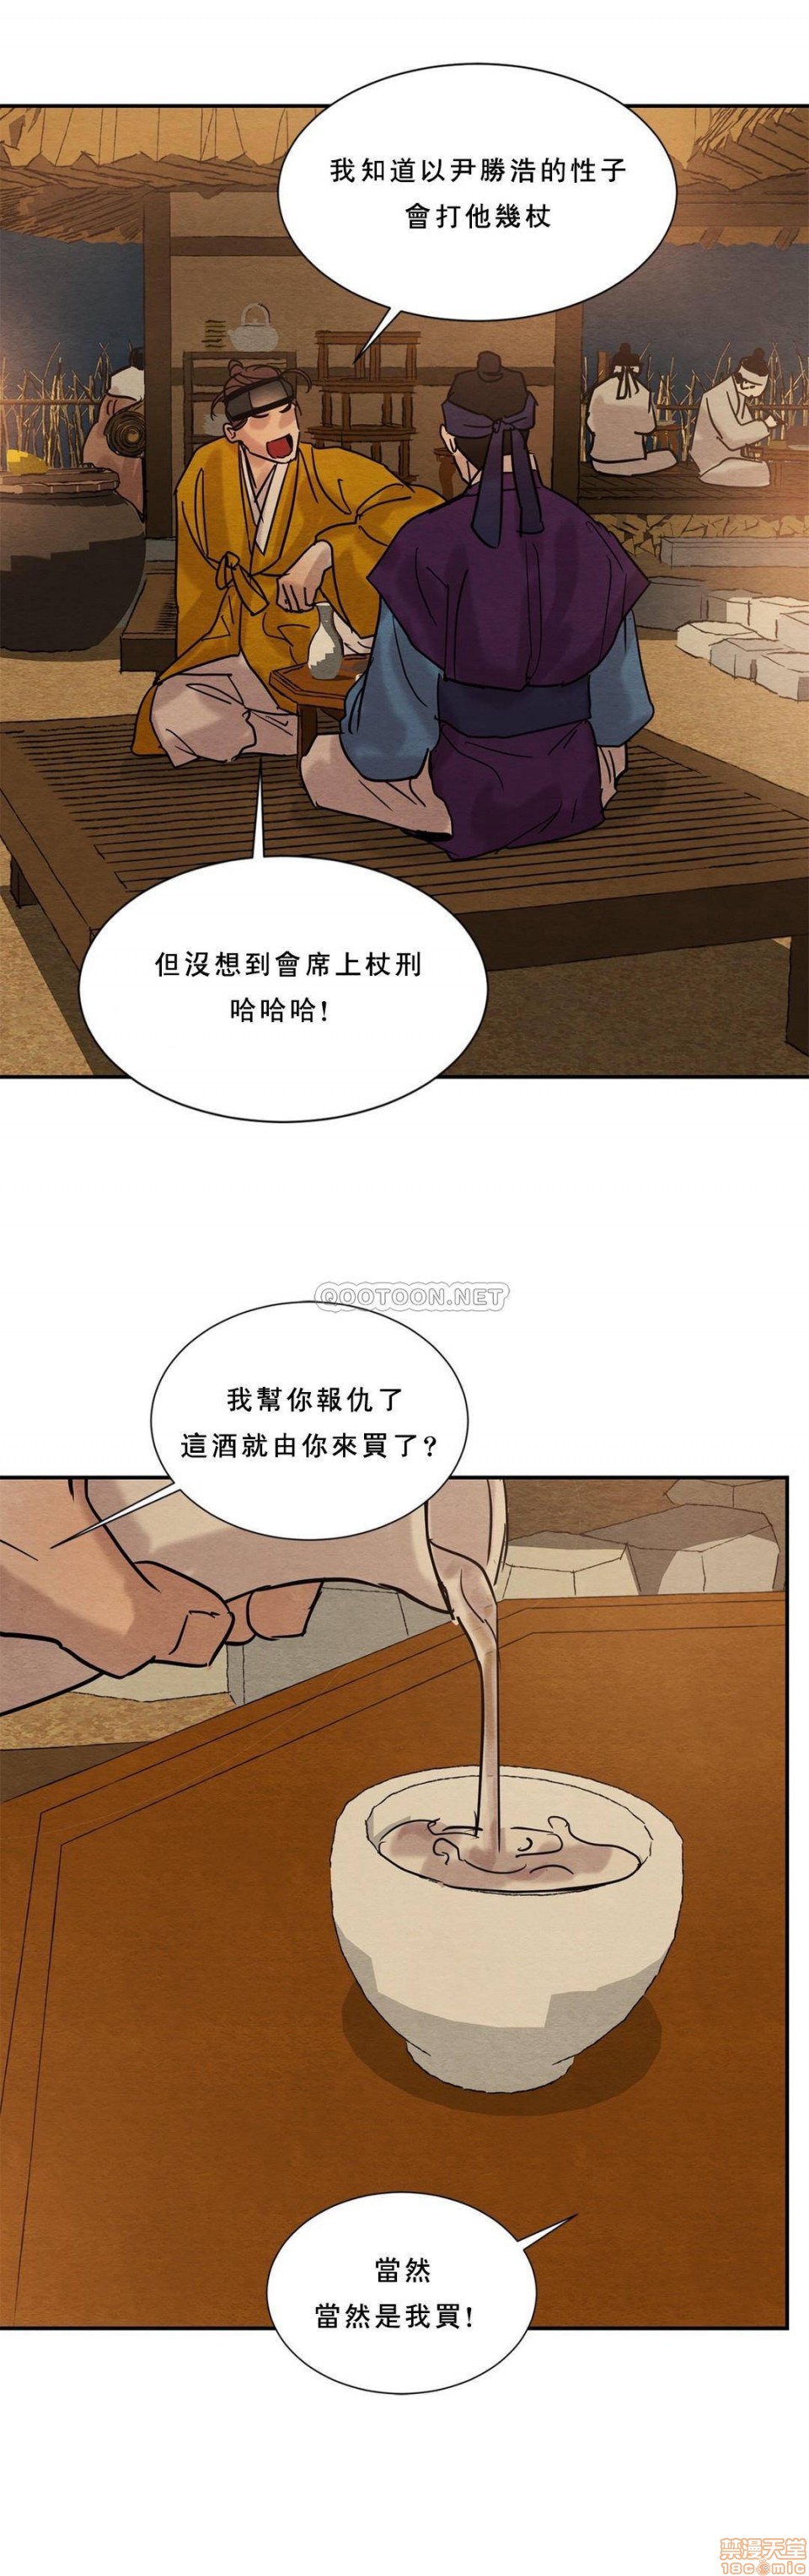 我知道以尹勝浩的性子
會打他幾杖
但沒想到會席上杖刑
哈哈哈!
QOOTOON.NET
我幫你報仇了
這酒就由你來買了?
當然
當然是我買!
禁漫天堂
18comic